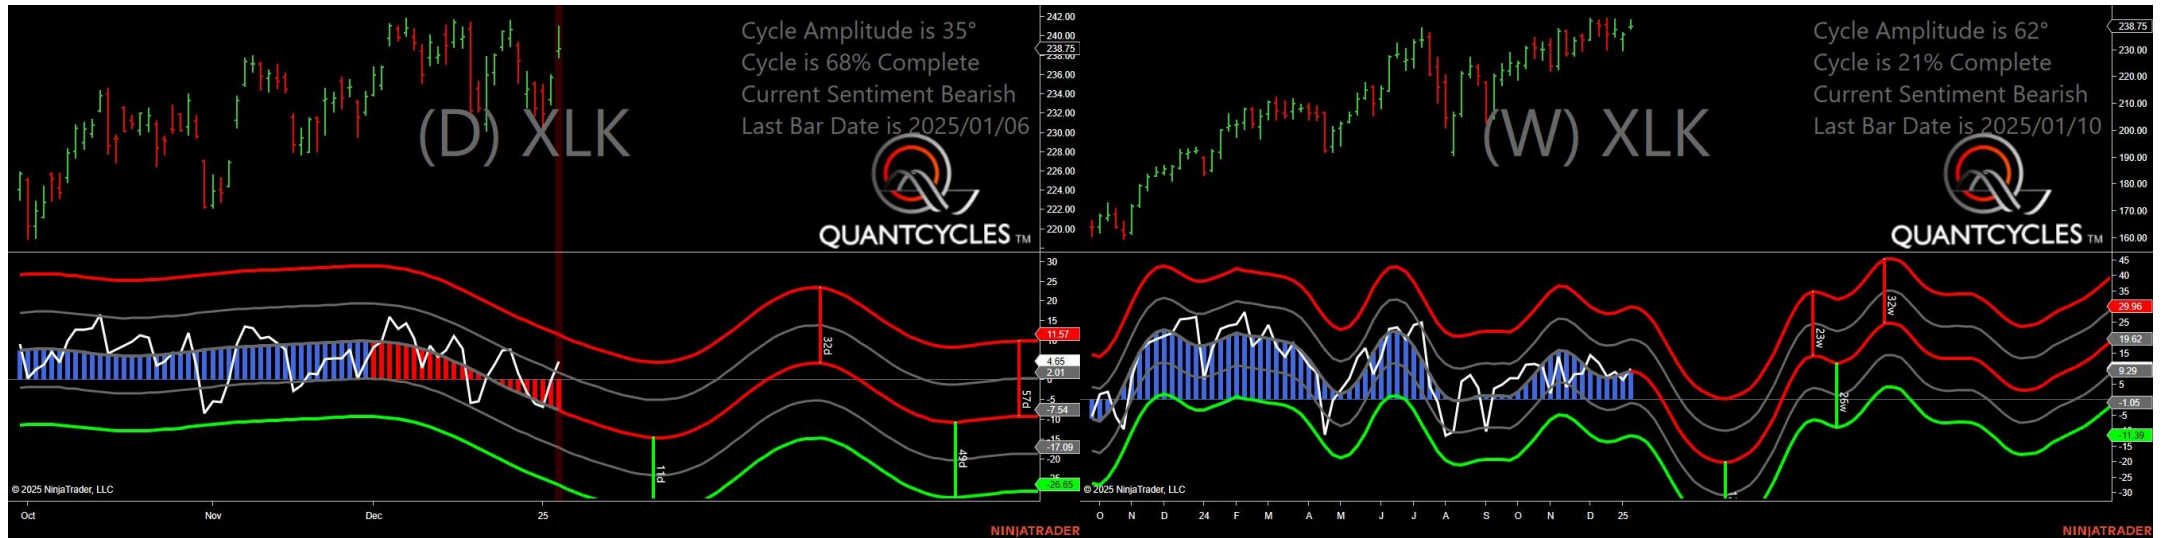 Cycle Amplitude is 35°
Cycle is 68% Complete
Current Sentiment Bearish
Last Bar Date is 2025/01/06
(D) XLK
QUANTCYCLES TM
242.00
240.00
238.75
238.00
236.00
234.00
232.00
230.00
228.00
226.00
224.00
222.00
220.00
30
25
20
15
11.57
4.65
2.01
0
-5
-7.54
-10
-15
-17.09
-20
-26.65
32d
11d
49d
57d
© 2025 NinjaTrader, LLC
Oct
Nov
Dec
25
NINJATRADER
Cycle Amplitude is 62°
Cycle is 21% Complete
Current Sentiment Bearish
Last Bar Date is 2025/01/10
(W) XLK
QUANTCYCLES TM
238.75
230.00
220.00
210.00
200.00
190.00
180.00
170.00
160.00
45
40
35
29.96
25
19.62
15
9.29
5
-1.05
-5
-11.39
-15
-20
-25
-30
23w
32w
26w
© 2025 NinjaTrader, LLC
O N D 24 F M A M J J A S O N D 25
NINJATRADER